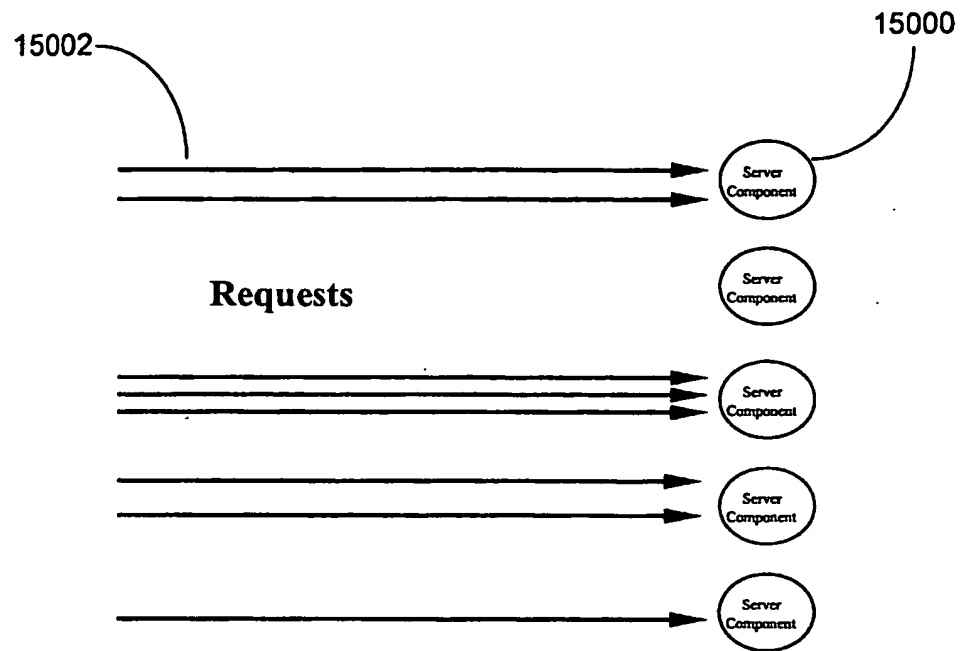 15002
15000
Server
Component
Requests
Server
Component
Server
Component
Server
Component
Server
Component